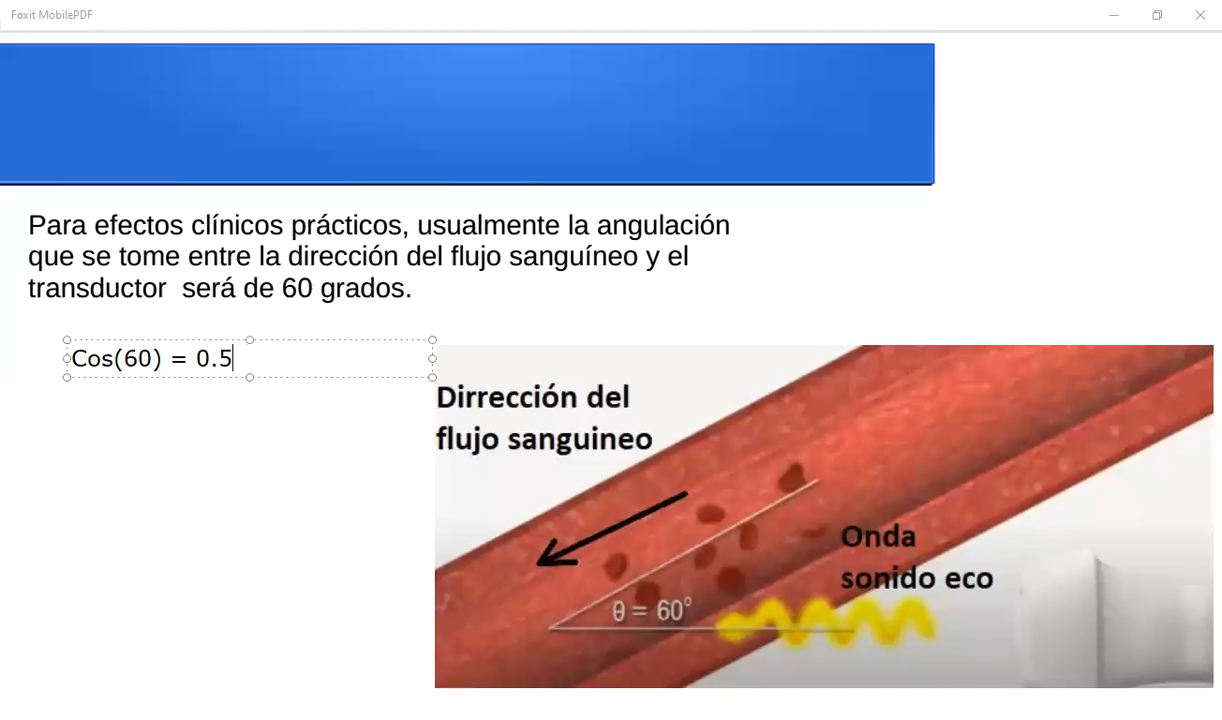 Foxit MobilePDF
Para efectos clínicos prácticos, usualmente la angulación
que se tome entre la dirección del flujo sanguíneo y el
transductor  será de 60 grados.
Cos(60) = 0.5
Dirrección del
flujo sanguineo
Onda
sonido eco
θ = 60°